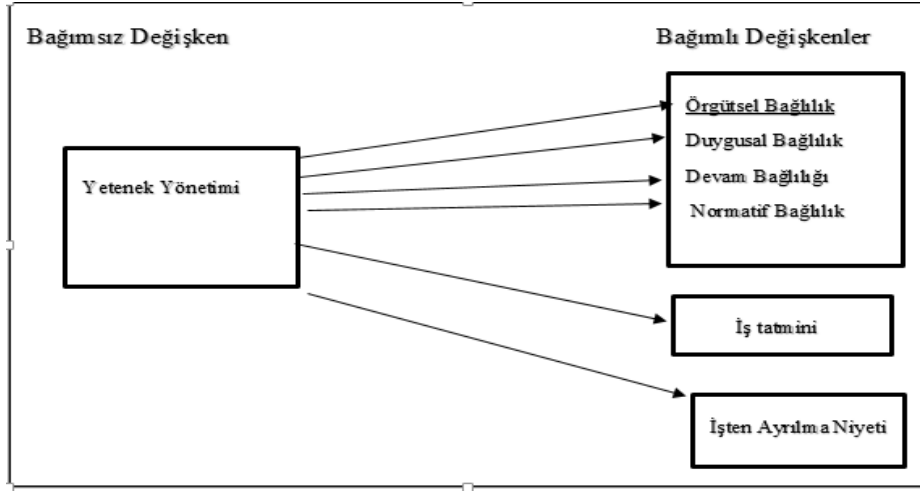 Bağımsız Değişken
Bağımlı Değişkenler
Yetenek Yönetimi
Örgütsel Bağlılık
Duygusal Bağlılık
Devam Bağlılığı
Normatif Bağlılık
İş tatmini
İşten Ayrılma Niyeti